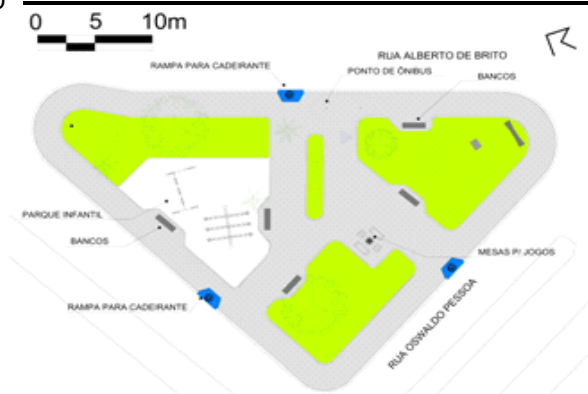 0 5 10m
RUA ALBERTO DE BRITO
RAMPA PARA CADEIRANTE
PONTO DE ÔNIBUS
BANCOS
PARQUE INFANTIL
BANCOS
MESAS P/ JOGOS
RAMPA PARA CADEIRANTE
RUA OSWALDO PESSOA